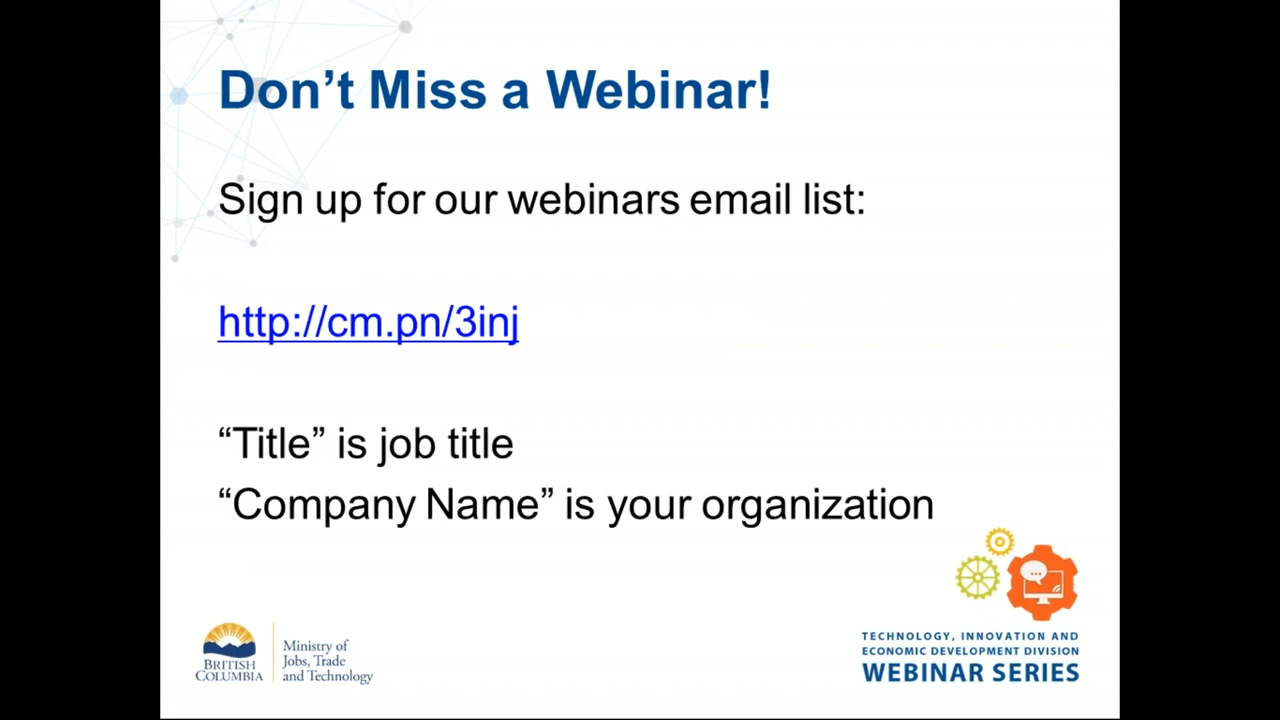 Don’t Miss a Webinar!
Sign up for our webinars email list:
http://cm.pn/3inj
“Title” is job title
“Company Name” is your organization
BRITISH
COLUMBIA
Ministry of
Jobs, Trade
and Technology
TECHNOLOGY, INNOVATION AND
ECONOMIC DEVELOPMENT DIVISION
WEBINAR SERIES